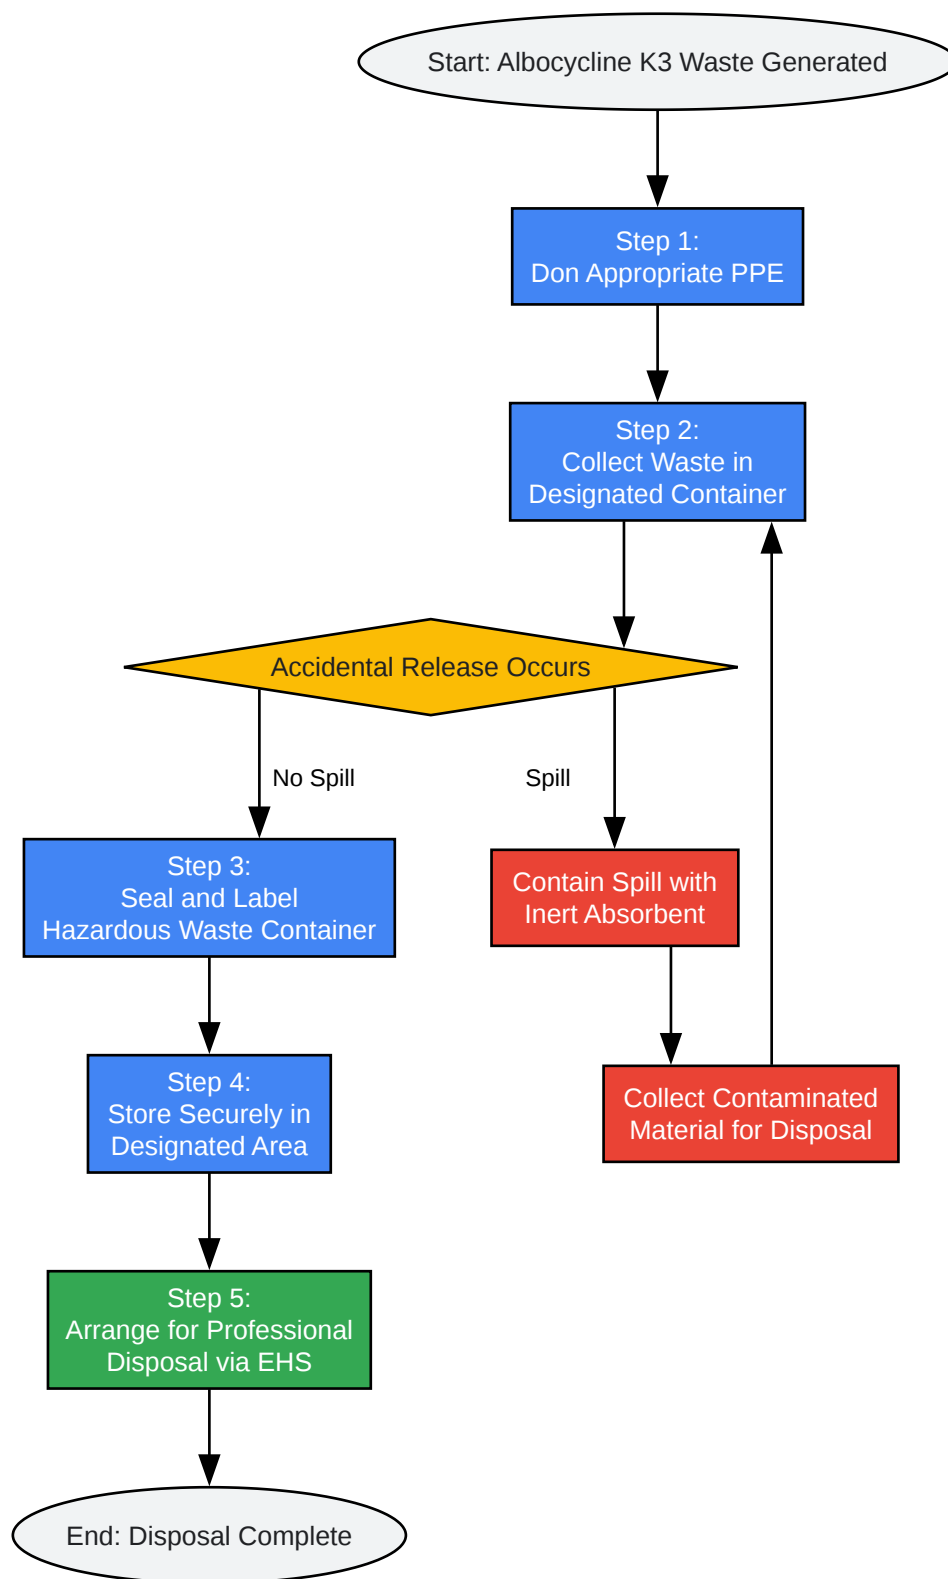 Start: Albocycline K3 Waste Generated
Step 1:
Don Appropriate PPE
Step 2:
Collect Waste in
Designated Container
Accidental Release Occurs
No Spill
Spill
Step 3:
Seal and Label
Hazardous Waste Container
Contain Spill with
Inert Absorbent
Step 4:
Store Securely in
Designated Area
Collect Contaminated
Material for Disposal
Step 5:
Arrange for Professional
Disposal via EHS
End: Disposal Complete